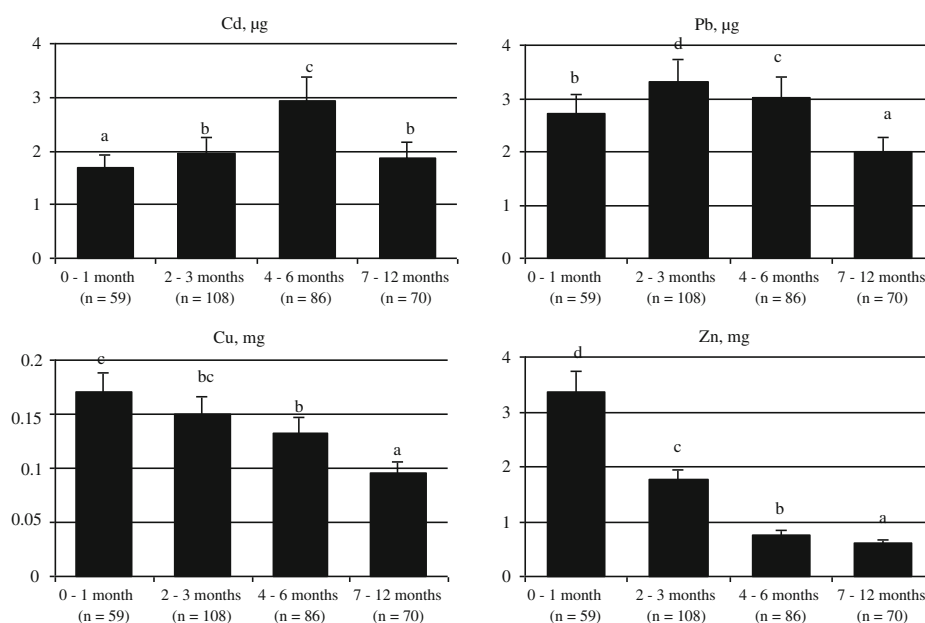 Cd, µg
4
3
2
1
0
a
b
c
b
0 - 1 month
(n = 59)
2 - 3 months
(n = 108)
4 - 6 months
(n = 86)
7 - 12 months
(n = 70)
Pb, µg
4
3
2
1
0
b
d
c
a
0 - 1 month
(n = 59)
2 - 3 months
(n = 108)
4 - 6 months
(n = 86)
7 - 12 months
(n = 70)
Cu, mg
0.2
0.15
0.1
0.05
0
c
bc
b
a
0 - 1 month
(n = 59)
2 - 3 months
(n = 108)
4 - 6 months
(n = 86)
7 - 12 months
(n = 70)
Zn, mg
4
3
2
1
0
d
c
b
a
0 - 1 month
(n = 59)
2 - 3 months
(n = 108)
4 - 6 months
(n = 86)
7 - 12 months
(n = 70)